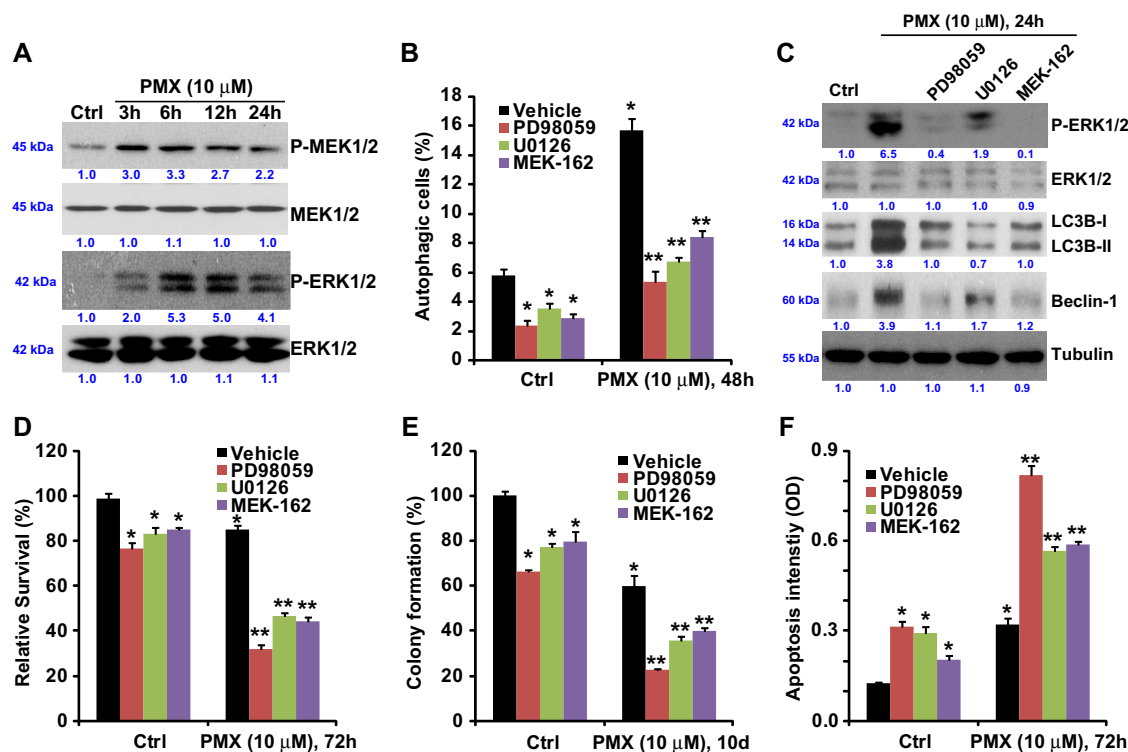 A
PMX (10 μM)
Ctrl 3h 6h 12h 24h
45 kDa P-MEK1/2
1.0 3.0 3.3 2.7 2.2
45 kDa MEK1/2
1.0 1.0 1.1 1.0 1.0
42 kDa P-ERK1/2
1.0 2.0 5.3 5.0 4.1
42 kDa ERK1/2
1.0 1.0 1.0 1.1 1.1
B
Autophagic cells (%)
18
16
14
12
10
8
6
4
2
0
Vehicle
PD98059
U0126
MEK-162
* * *
* ** ** **
Ctrl PMX (10 μM), 48h
C
PMX (10 μM), 24h
Ctrl PD98059 U0126 MEK-162
42 kDa P-ERK1/2
1.0 6.5 0.4 1.9 0.1
42 kDa ERK1/2
1.0 1.0 1.0 1.0 0.9
16 kDa LC3B-I
14 kDa LC3B-II
1.0 3.8 1.0 0.7 1.0
60 kDa Beclin-1
1.0 3.9 1.1 1.7 1.2
55 kDa Tubulin
1.0 1.0 1.0 1.1 0.9
D
Relative Survival (%)
120
100
80
60
40
20
0
Vehicle
PD98059
U0126
MEK-162
* * *
* ** ** **
Ctrl PMX (10 μM), 72h
E
Colony formation (%)
120
100
80
60
40
20
0
Vehicle
PD98059
U0126
MEK-162
* * *
* ** ** **
Ctrl PMX (10 μM), 10d
F
Apoptosis intenstiy (OD)
0.9
0.6
0.3
0.0
Vehicle
PD98059
U0126
MEK-162
* * *
* ** ** **
Ctrl PMX (10 μM), 72h